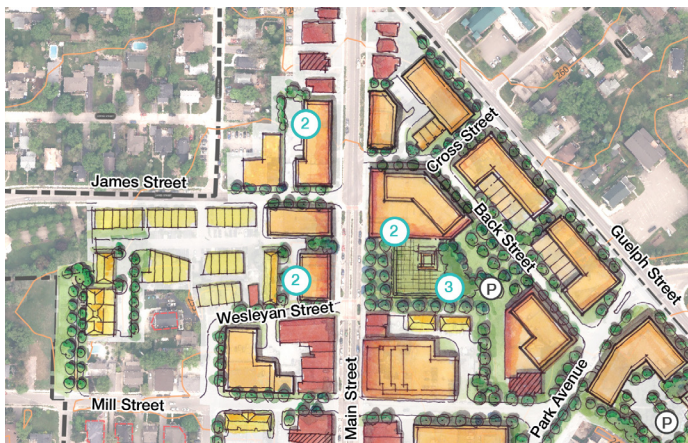 260
2
Cross Street
James Street
2
Back Street
Guelph Street
2
3
P
Wesleyan Street
Main Street
Park Avenue
Mill Street
P